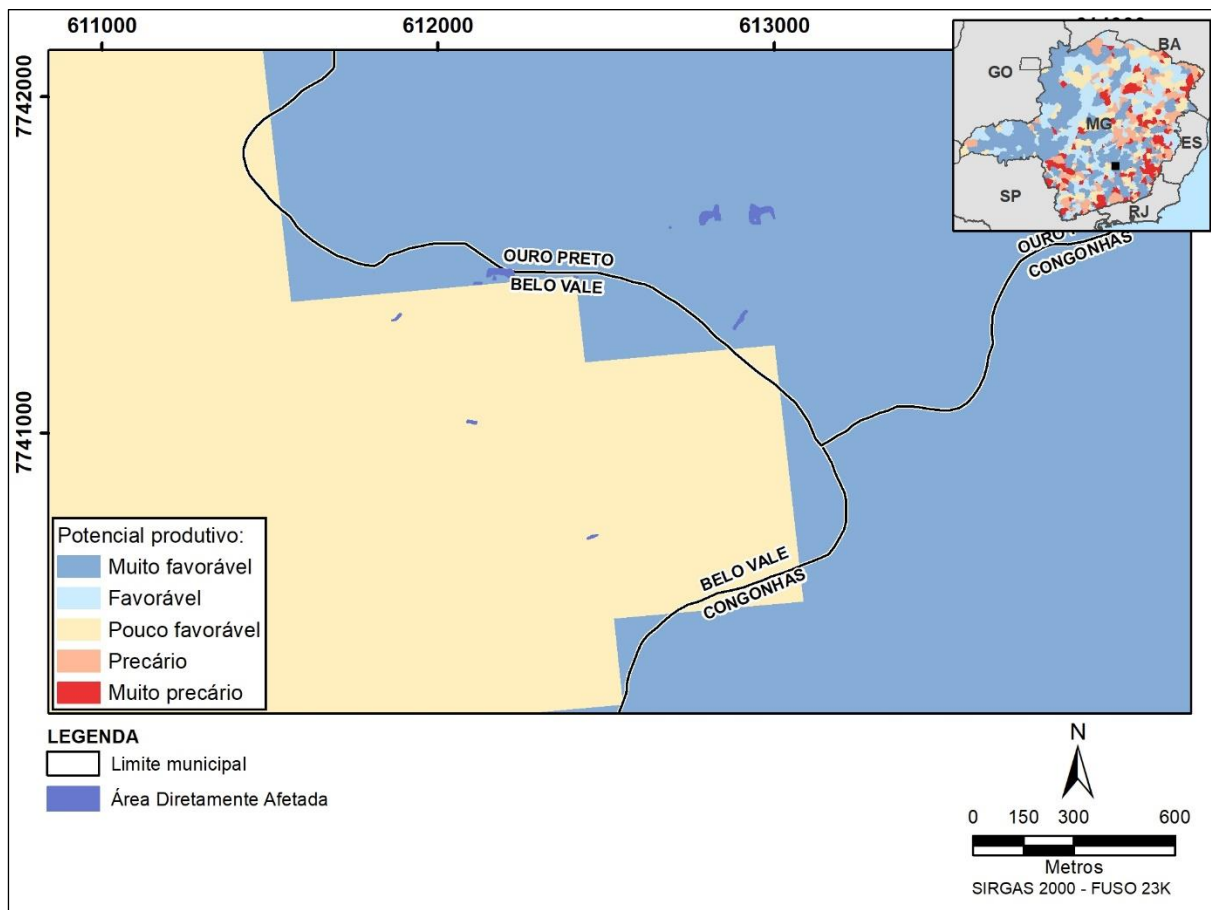 611000
612000
613000
7742000
7741000
BA
GO
MG
ES
SP
RJ
OURO PRETO
BELO VALE
CONGONHAS
BELO VALE
CONGONHAS
Potencial produtivo:
Muito favorável
Favorável
Pouco favorável
Precário
Muito precário
LEGENDA
Limite municipal
Área Diretamente Afetada
N
0 150 300 600
Metros
SIRGAS 2000 - FUSO 23K